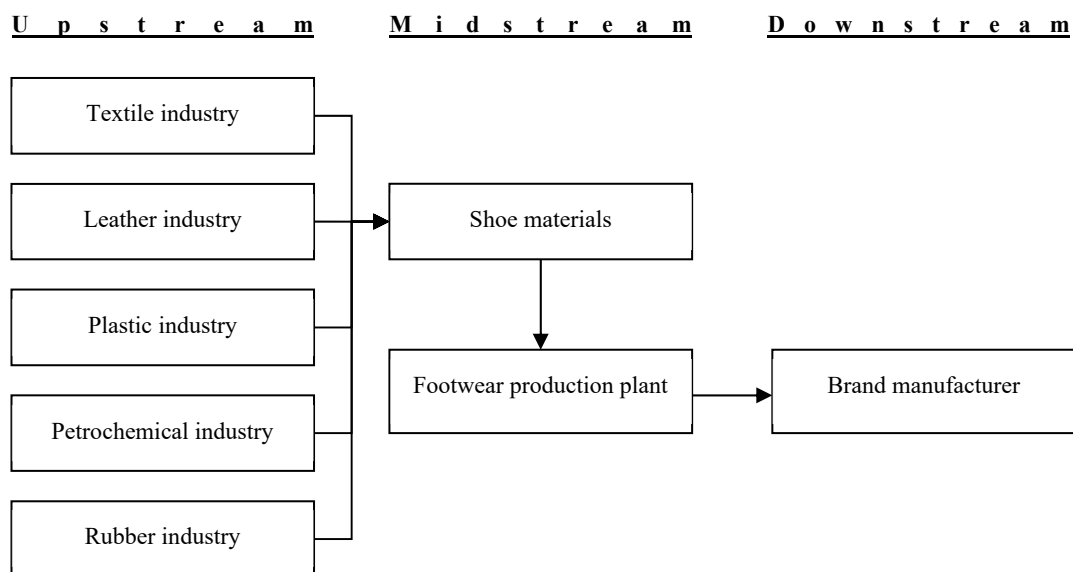 Upstream
Midstream
Downstream
Textile industry
Leather industry
Shoe materials
Plastic industry
Footwear production plant
Brand manufacturer
Petrochemical industry
Rubber industry